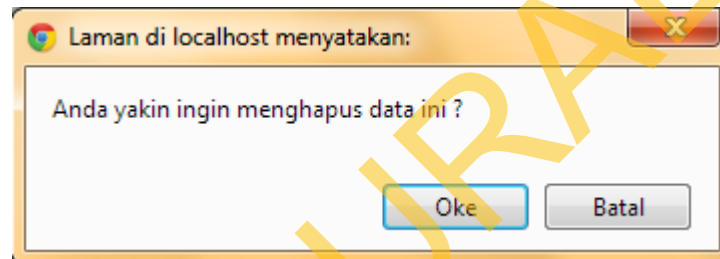 Laman di localhost menyatakan:
Anda yakin ingin menghapus data ini ?
Oke Batal